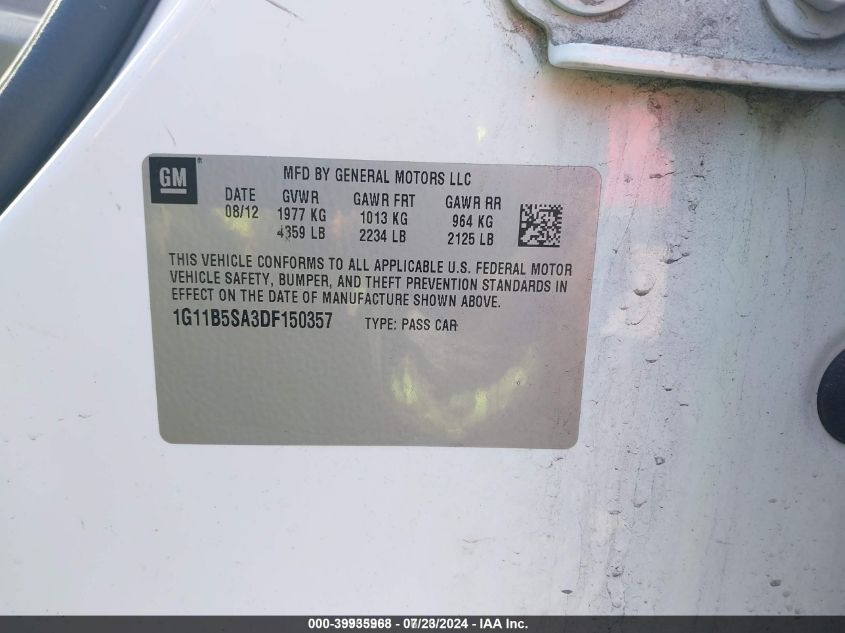 GM
MFD BY GENERAL MOTORS LLC
DATE GVWR GAWR FRT GAWR RR
08/12 1977 KG 1013 KG 964 KG
4359 LB 2234 LB 2125 LB
THIS VEHICLE CONFORMS TO ALL APPLICABLE U.S. FEDERAL MOTOR
VEHICLE SAFETY, BUMPER, AND THEFT PREVENTION STANDARDS IN
EFFECT ON THE DATE OF MANUFACTURE SHOWN ABOVE.
1G11B5SA3DF150357 TYPE: PASS CAR
000-39935968 - 07/23/2024 - IAA Inc.